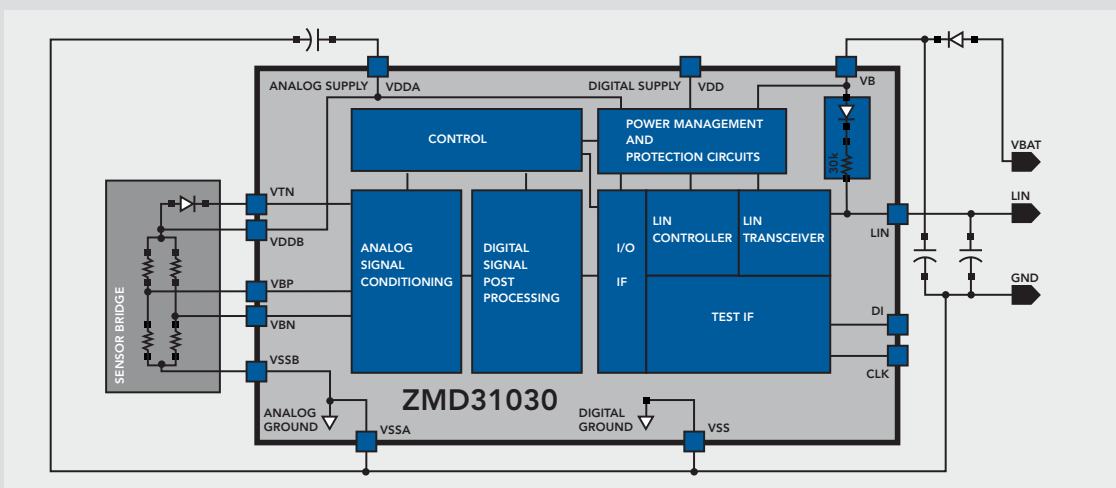 ANALOG SUPPLY
VDDA
DIGITAL SUPPLY
VDD
VB
CONTROL
POWER MANAGEMENT
AND
PROTECTION CIRCUITS
30k
VBAT
VTN
LIN
VDDB
LIN
ANALOG
SIGNAL
CONDITIONING
DIGITAL
SIGNAL
POST
PROCESSING
I/O
IF
LIN
CONTROLLER
LIN
TRANSCEIVER
SENSOR BRIDGE
VBP
VBN
GND
TEST IF
DI
VSSB
CLK
ZMD31030
ANALOG
GROUND
VSSA
DIGITAL
GROUND
VSS